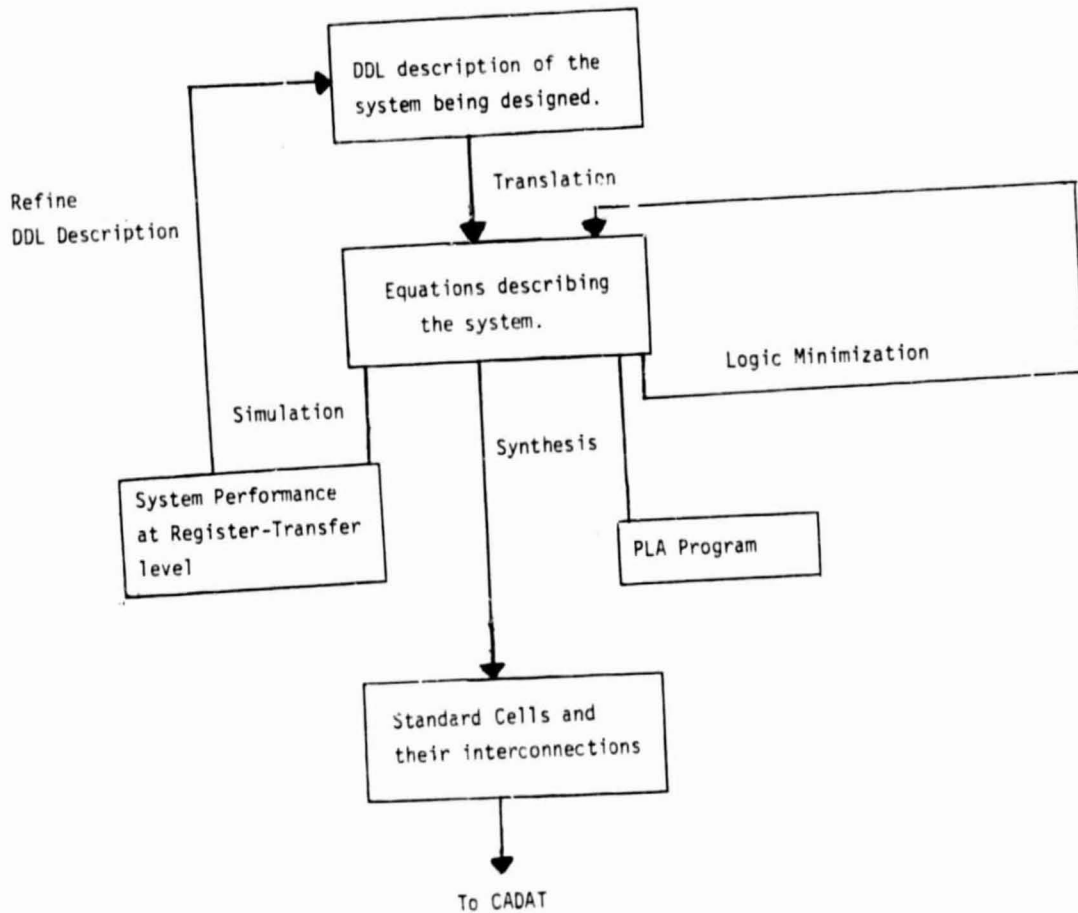 DDL description of the
system being designed.
Translation
Refine
DDL Description
Equations describing
the system.
Logic Minimization
Simulation
Synthesis
System Performance
at Register-Transfer
level
PLA Program
Standard Cells and
their interconnections
To CADAT